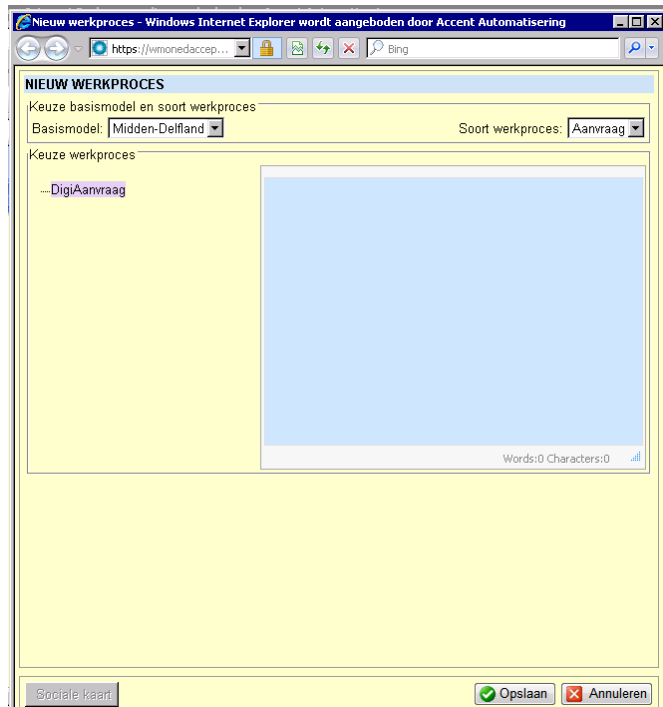 Nieuw werkproces - Windows Internet Explorer wordt aangeboden door Accent Automatisering
https://wmonedaccep... Bing
NIEUW WERKPROCES
Keuze basismodel en soort werkproces
Basismodel: Midden-Delfland Soort werkproces: Aanvraag
Keuze werkproces
DigiAanvraag
Words:0 Characters:0
Sociale kaart Opslaan Annuleren